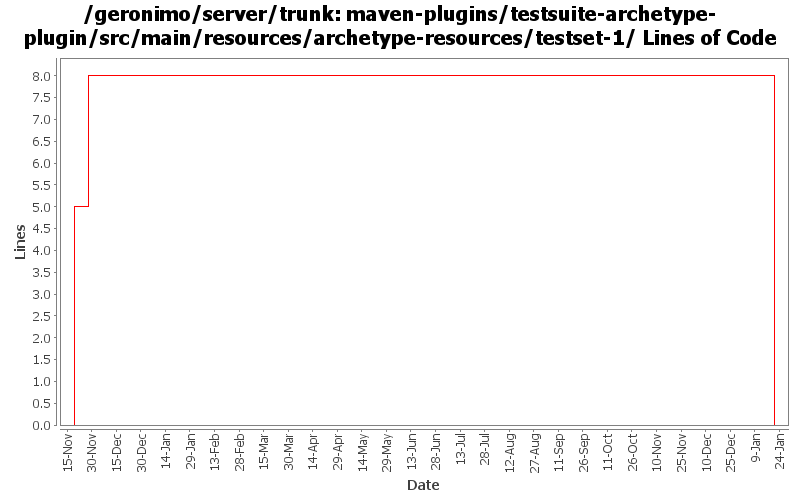 /geronimo/server/trunk: maven-plugins/testsuite-archetype-
plugin/src/main/resources/archetype-resources/testset-1/ Lines of Code
8.0
7.5
7.0
6.5
6.0
5.5
5.0
4.5
4.0
3.5
3.0
2.5
2.0
1.5
1.0
0.5
0.0
Lines
15-Nov
30-Nov
15-Dec
30-Dec
14-Jan
29-Jan
13-Feb
28-Feb
15-Mar
30-Mar
14-Apr
29-Apr
14-May
29-May
13-Jun
28-Jun
13-Jul
28-Jul
12-Aug
27-Aug
11-Sep
26-Sep
11-Oct
26-Oct
10-Nov
25-Nov
10-Dec
25-Dec
9-Jan
24-Jan
Date